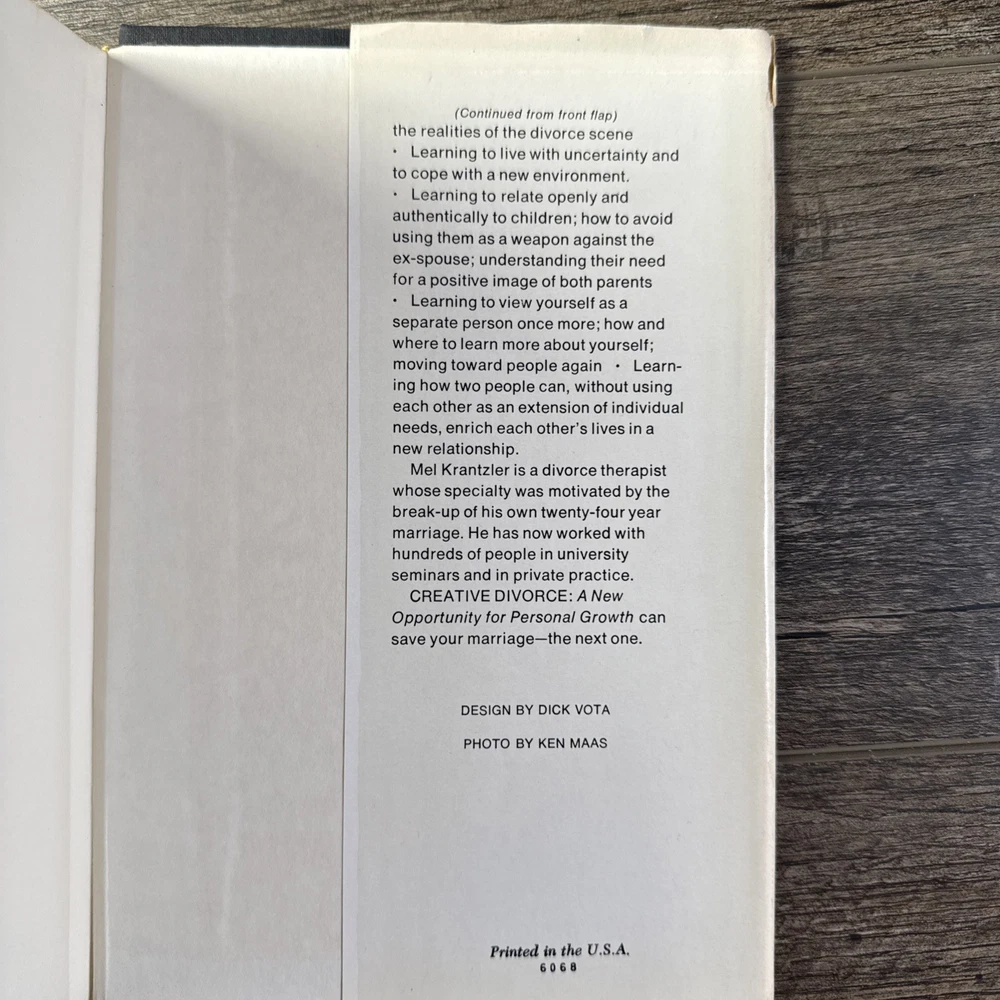 (Continued from front flap)
the realities of the divorce scene
· Learning to live with uncertainty and
to cope with a new environment.
· Learning to relate openly and
authentically to children; how to avoid
using them as a weapon against the
ex-spouse; understanding their need
for a positive image of both parents
· Learning to view yourself as a
separate person once more; how and
where to learn more about yourself;
moving toward people again · Learn-
ing how two people can, without using
each other as an extension of individual
needs, enrich each other's lives in a
new relationship.
Mel Krantzler is a divorce therapist
whose specialty was motivated by the
break-up of his own twenty-four year
marriage. He has now worked with
hundreds of people in university
seminars and in private practice.
CREATIVE DIVORCE: A New
Opportunity for Personal Growth can
save your marriage—the next one.
DESIGN BY DICK VOTA
PHOTO BY KEN MAAS
Printed in the U.S.A.
6068